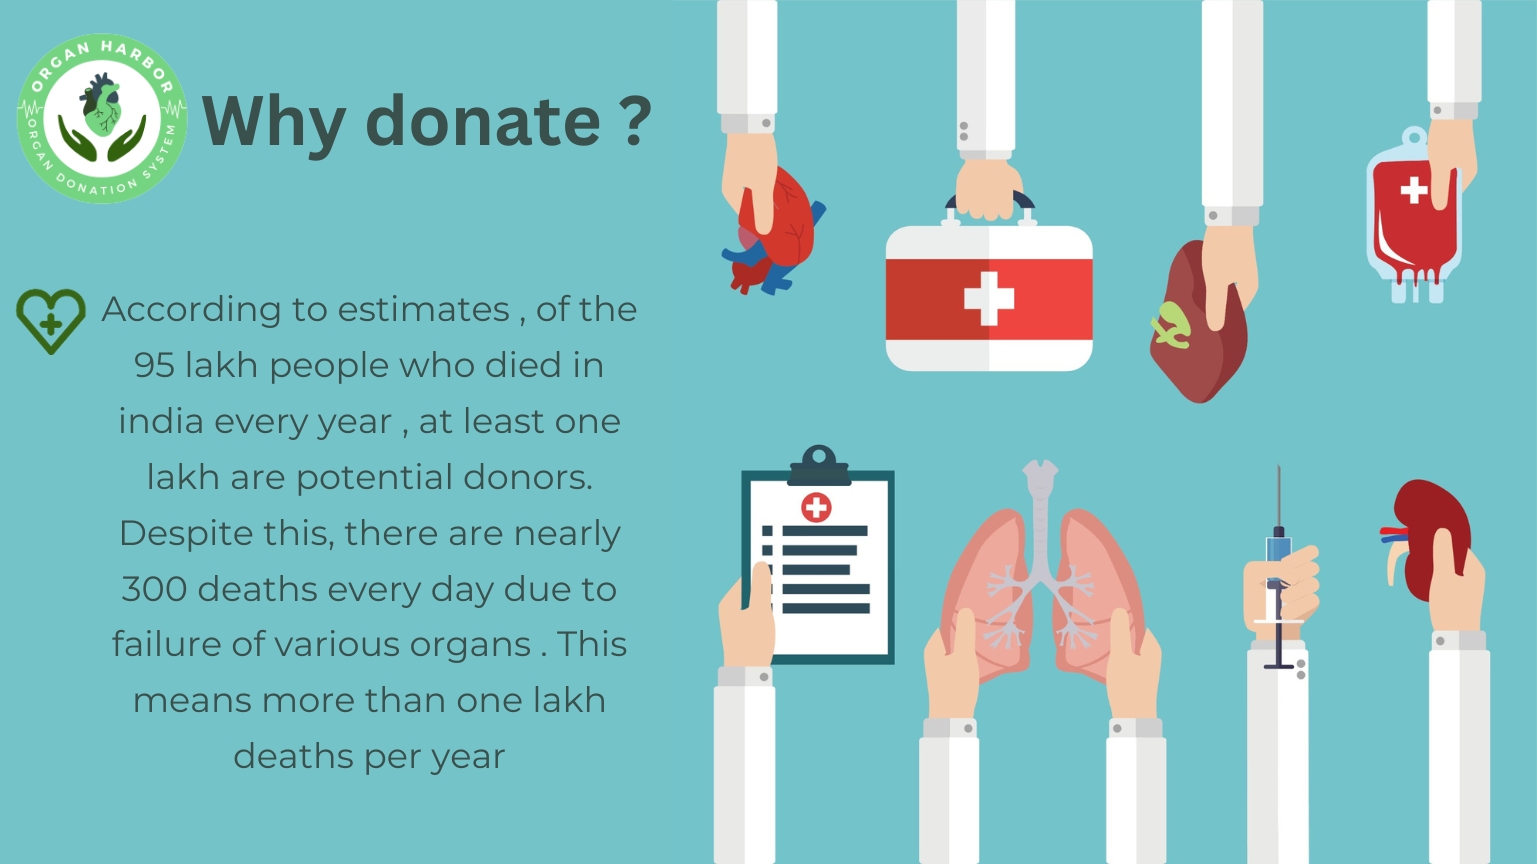 ORGAN HARBOR
ORGAN DONATION SYSTEM
Why donate ?
According to estimates , of the
95 lakh people who died in
india every year , at least one
lakh are potential donors.
Despite this, there are nearly
300 deaths every day due to
failure of various organs . This
means more than one lakh
deaths per year